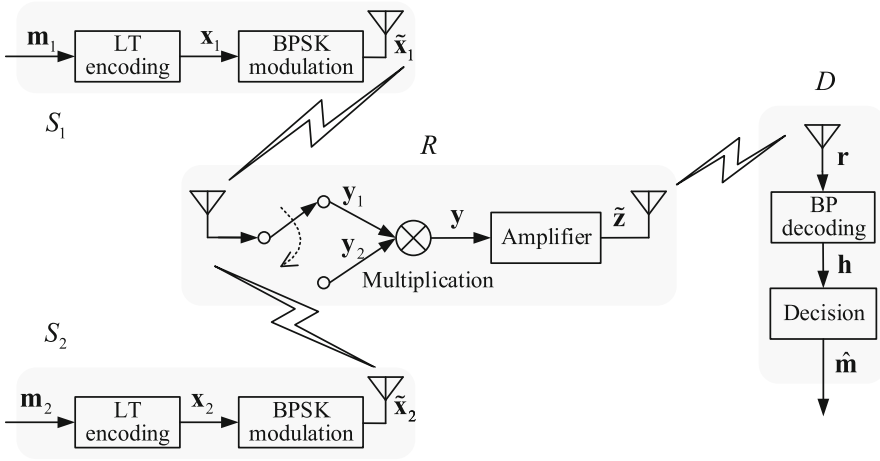 m₁
LT
encoding
x₁
BPSK
modulation
x̃₁
S₁
R
D
y₁
y₂
Multiplication
y
Amplifier
z̃
r
BP
decoding
h
Decision
m̂
S₂
m₂
LT
encoding
x₂
BPSK
modulation
x̃₂